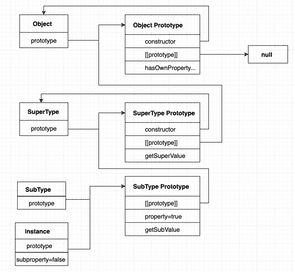 Object
prototype
Object Prototype
constructor
[[prototype]]
hasOwnProperty...
null
SuperType
prototype
SuperType Prototype
constructor
[[prototype]]
getSuperValue
SubType
prototype
SubType Prototype
[[prototype]]
property=true
getSubValue
instance
prototype
subproperty=false